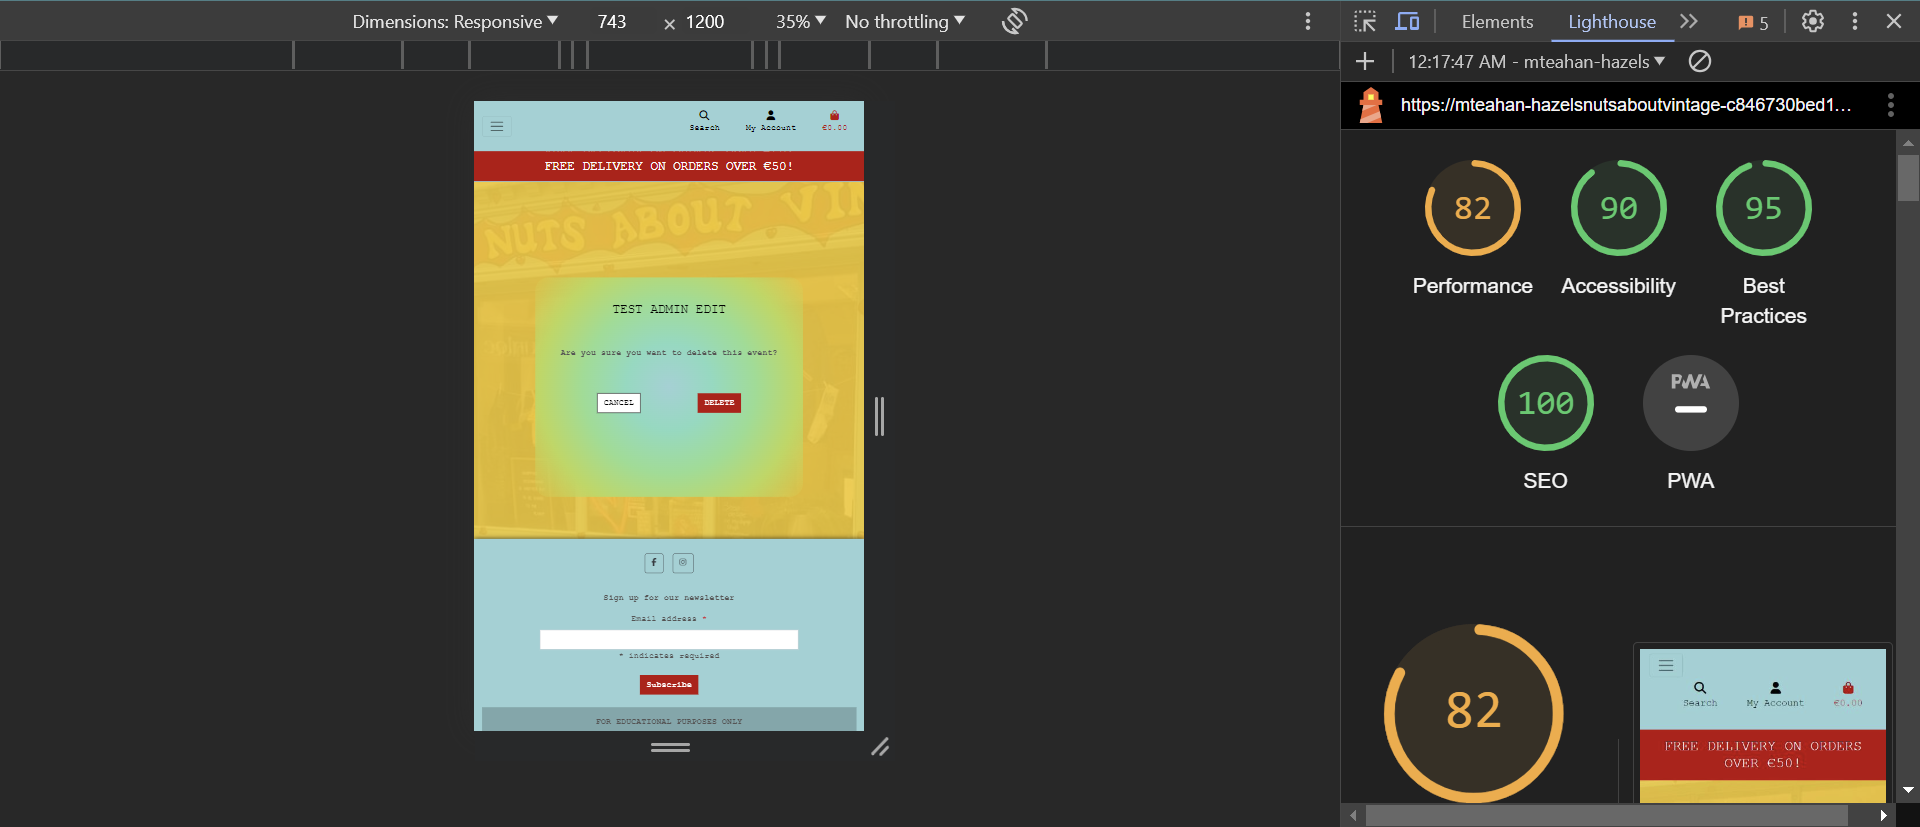 Dimensions: Responsive 743 × 1200 35% No throttling
Elements Lighthouse 5
12:17:47 AM - mteahan-hazels
https://mteahan-hazelsnutsaboutvintage-c846730bed1…
Search My Account €0.00
FREE DELIVERY ON ORDERS OVER €50!
NUTS ABOUT VIN
TEST ADMIN EDIT
Are you sure you want to delete this event?
CANCEL DELETE
Sign up for our newsletter
Email address *
* indicates required
Subscribe
FOR EDUCATIONAL PURPOSES ONLY
82 90 95
Performance Accessibility Best
Practices
100 PWA
SEO PWA
82
Search My Account €0.00
FREE DELIVERY ON ORDERS
OVER €50!